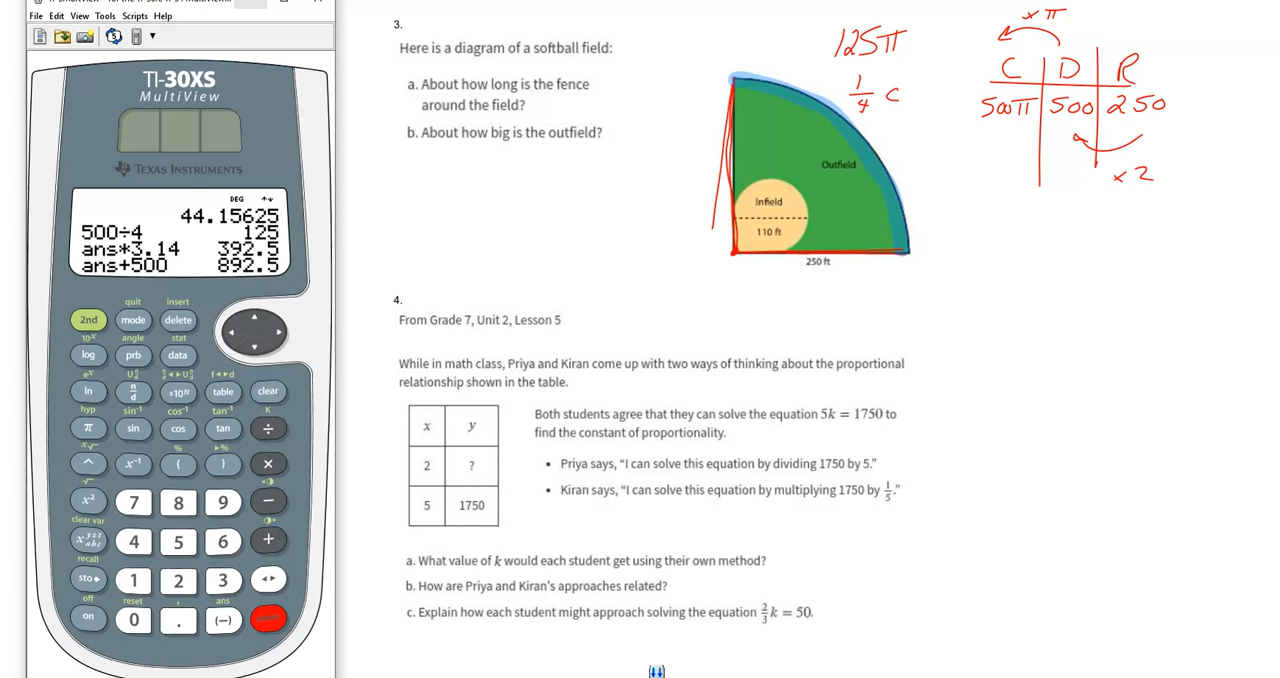 File Edit View Tools Scripts Help
TI-30XS
MultiView
TEXAS INSTRUMENTS
DEG
44.15625
500÷4 125
ans*3.14 392.5
ans+500 892.5
quit insert
2nd mode delete
10ˣ angle stat
log prb data
eˣ f◄►d
ln n/d ×10ⁿ table clear
hyp sin⁻¹ cos⁻¹ tan⁻¹ K
π sin cos tan ÷
% ►%
^ x⁻¹ ( ) ×
√
x² 7 8 9 −
clear var
x yzt abc 4 5 6 +
recall
sto► 1 2 3 ◄►
off reset ans
on 0 . (−) enter
3.
Here is a diagram of a softball field:
a. About how long is the fence
around the field?
b. About how big is the outfield?
125π
1/4 C
Outfield
Infield
110 ft
250 ft
×π
C D R
500π 500 250
×2
4.
From Grade 7, Unit 2, Lesson 5
While in math class, Priya and Kiran come up with two ways of thinking about the proportional
relationship shown in the table.
x y
2 ?
5 1750
Both students agree that they can solve the equation 5k = 1750 to
find the constant of proportionality.
• Priya says, “I can solve this equation by dividing 1750 by 5.”
• Kiran says, “I can solve this equation by multiplying 1750 by 1/5.”
a. What value of k would each student get using their own method?
b. How are Priya and Kiran's approaches related?
c. Explain how each student might approach solving the equation 2/3k = 50.